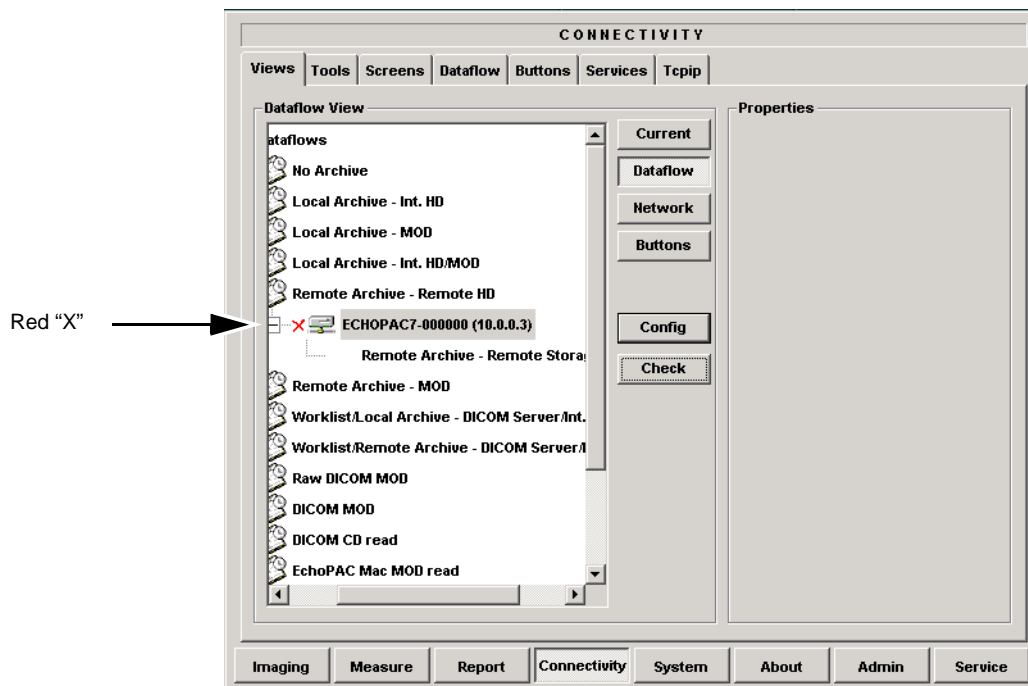 CONNECTIVITY
Views Tools Screens Dataflow Buttons Services Tcpip
Dataflow View
Properties
ataflows
No Archive
Local Archive - Int. HD
Local Archive - MOD
Local Archive - Int. HD/MOD
Remote Archive - Remote HD
Red “X”
ECHOPAC7-000000 (10.0.0.3)
Remote Archive - Remote Stora
Remote Archive - MOD
Worklist/Local Archive - DICOM Server/Int.
Worklist/Remote Archive - DICOM Server/
Raw DICOM MOD
DICOM MOD
DICOM CD read
EchoPAC Mac MOD read
Current
Dataflow
Network
Buttons
Config
Check
Imaging Measure Report Connectivity System About Admin Service